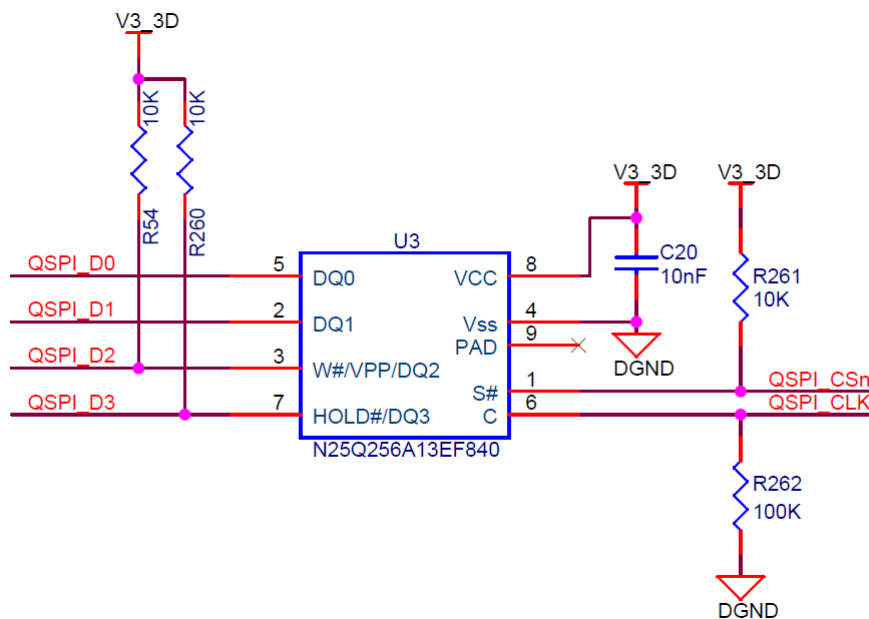 V3_3D
10K
10K
R54
R260
V3_3D
V3_3D
U3
C20
10nF
R261
10K
QSPI_D0
5
DQ0
VCC
8
QSPI_D1
2
DQ1
Vss
4
PAD
9
DGND
QSPI_D2
3
W#/VPP/DQ2
S#
1
QSPI_CSn
QSPI_D3
7
HOLD#/DQ3
C
6
QSPI_CLK
N25Q256A13EF840
R262
100K
DGND